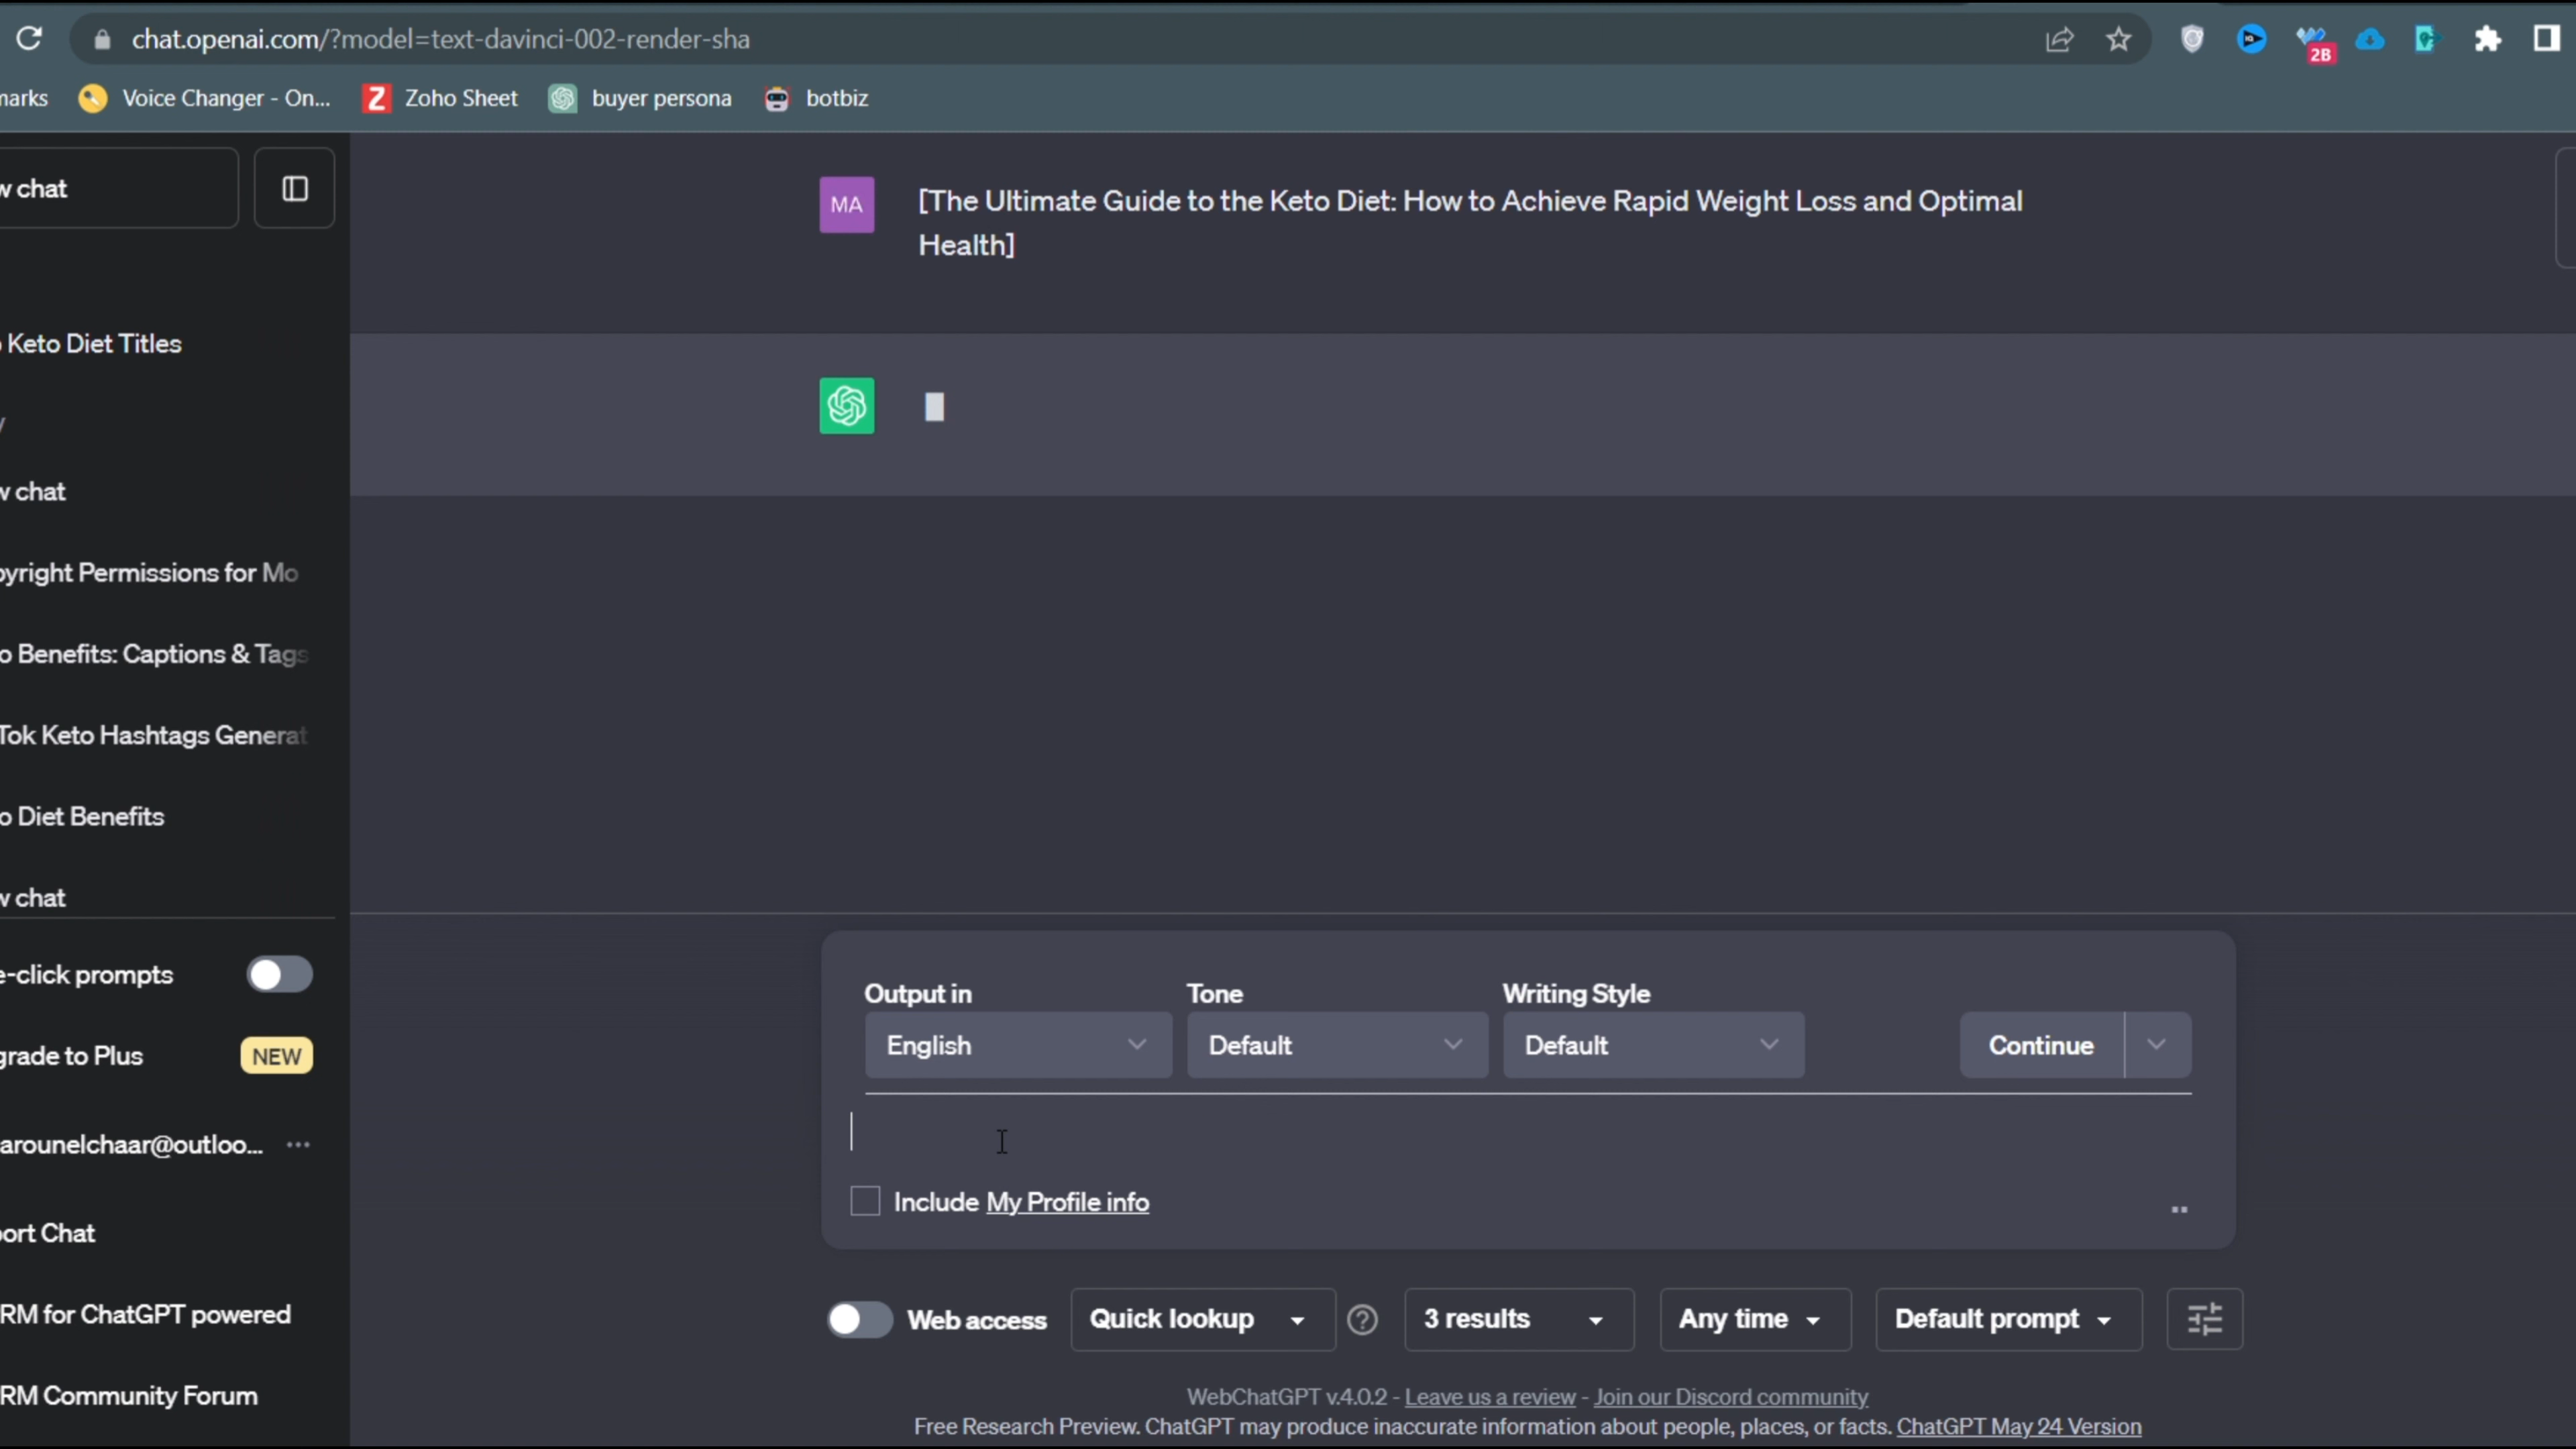 chat.openai.com/?model=text-davinci-002-render-sha
2B
marks Voice Changer - On... Zoho Sheet buyer persona botbiz
w chat
MA
[The Ultimate Guide to the Keto Diet: How to Achieve Rapid Weight Loss and Optimal
Health]
Keto Diet Titles
w chat
pyright Permissions for Mo
o Benefits: Captions & Tags
Tok Keto Hashtags Generat
o Diet Benefits
w chat
e-click prompts
grade to Plus NEW
arounelchaar@outloo... ...
port Chat
RM for ChatGPT powered
RM Community Forum
Output in Tone Writing Style
English Default Default Continue
Include My Profile info
Web access Quick lookup ? 3 results Any time Default prompt
WebChatGPT v.4.0.2 - Leave us a review - Join our Discord community
Free Research Preview. ChatGPT may produce inaccurate information about people, places, or facts. ChatGPT May 24 Version